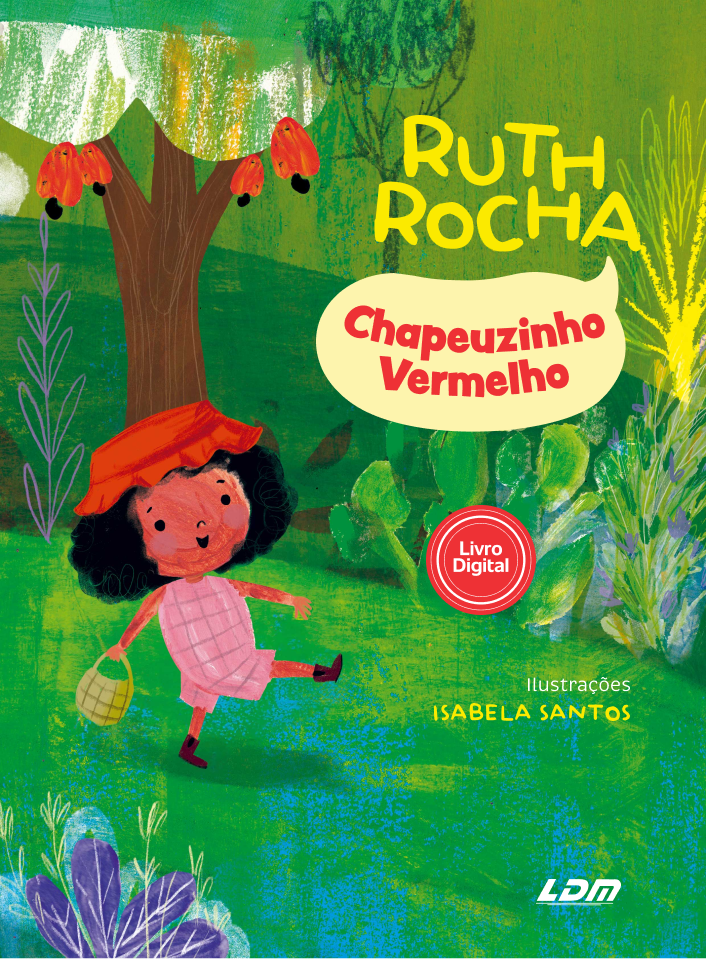 RUTH
ROCHA
Chapeuzinho
Vermelho
Livro
Digital
Ilustrações
ISABELA SANTOS
LDM